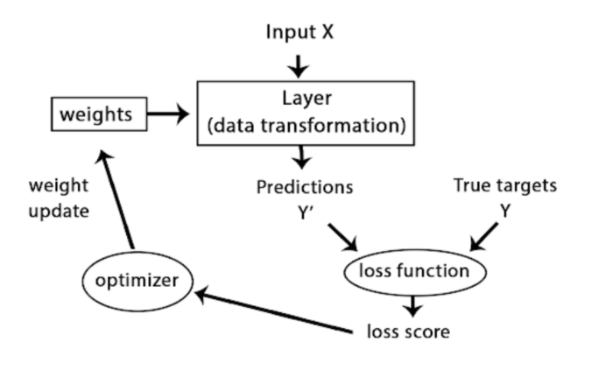 Input X
Layer
(data transformation)
weights
weight
update
Predictions
Y'
True targets
Y
optimizer
loss function
loss score